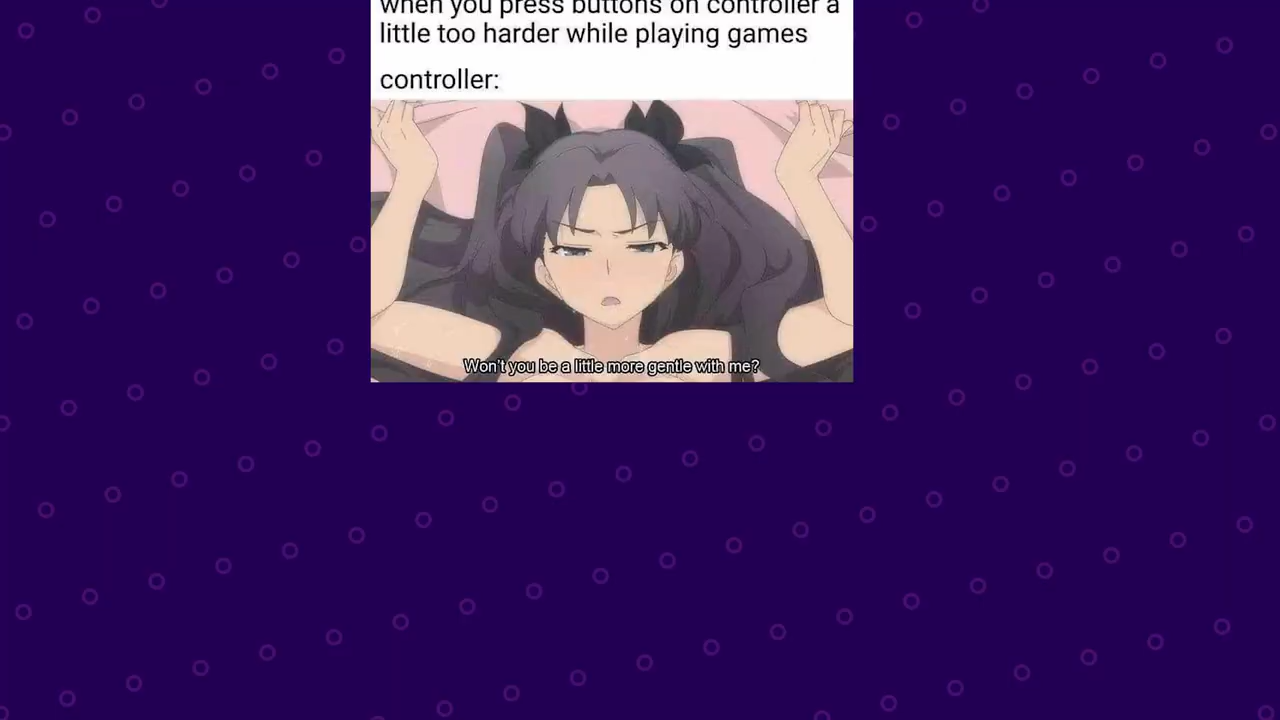 when you press buttons on controller a
little too harder while playing games
controller:
Won't you be a little more gentle with me?